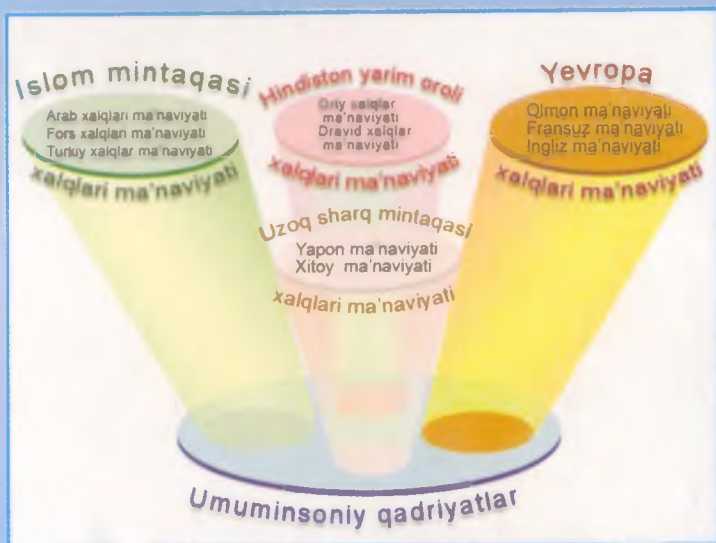 Islom mintaqasi
Arab xalqlari ma'naviyati
Fors xalqlari ma'naviyati
Turkiy xalqlar ma'naviyati
xalqlari ma'naviyati
Hindiston yarim oroli
Oriy xalqlar
ma'naviyati
Dravid xalqlar
ma'naviyati
xalqlari ma'naviyati
Yevropa
Olmon ma'naviyati
Fransuz ma'naviyati
Ingliz ma'naviyati
xalqlari ma'naviyati
Uzoq sharq mintaqasi
Yapon ma'naviyati
Xitoy ma'naviyati
xalqlari ma'naviyati
Umuminsoniy qadriyatlar